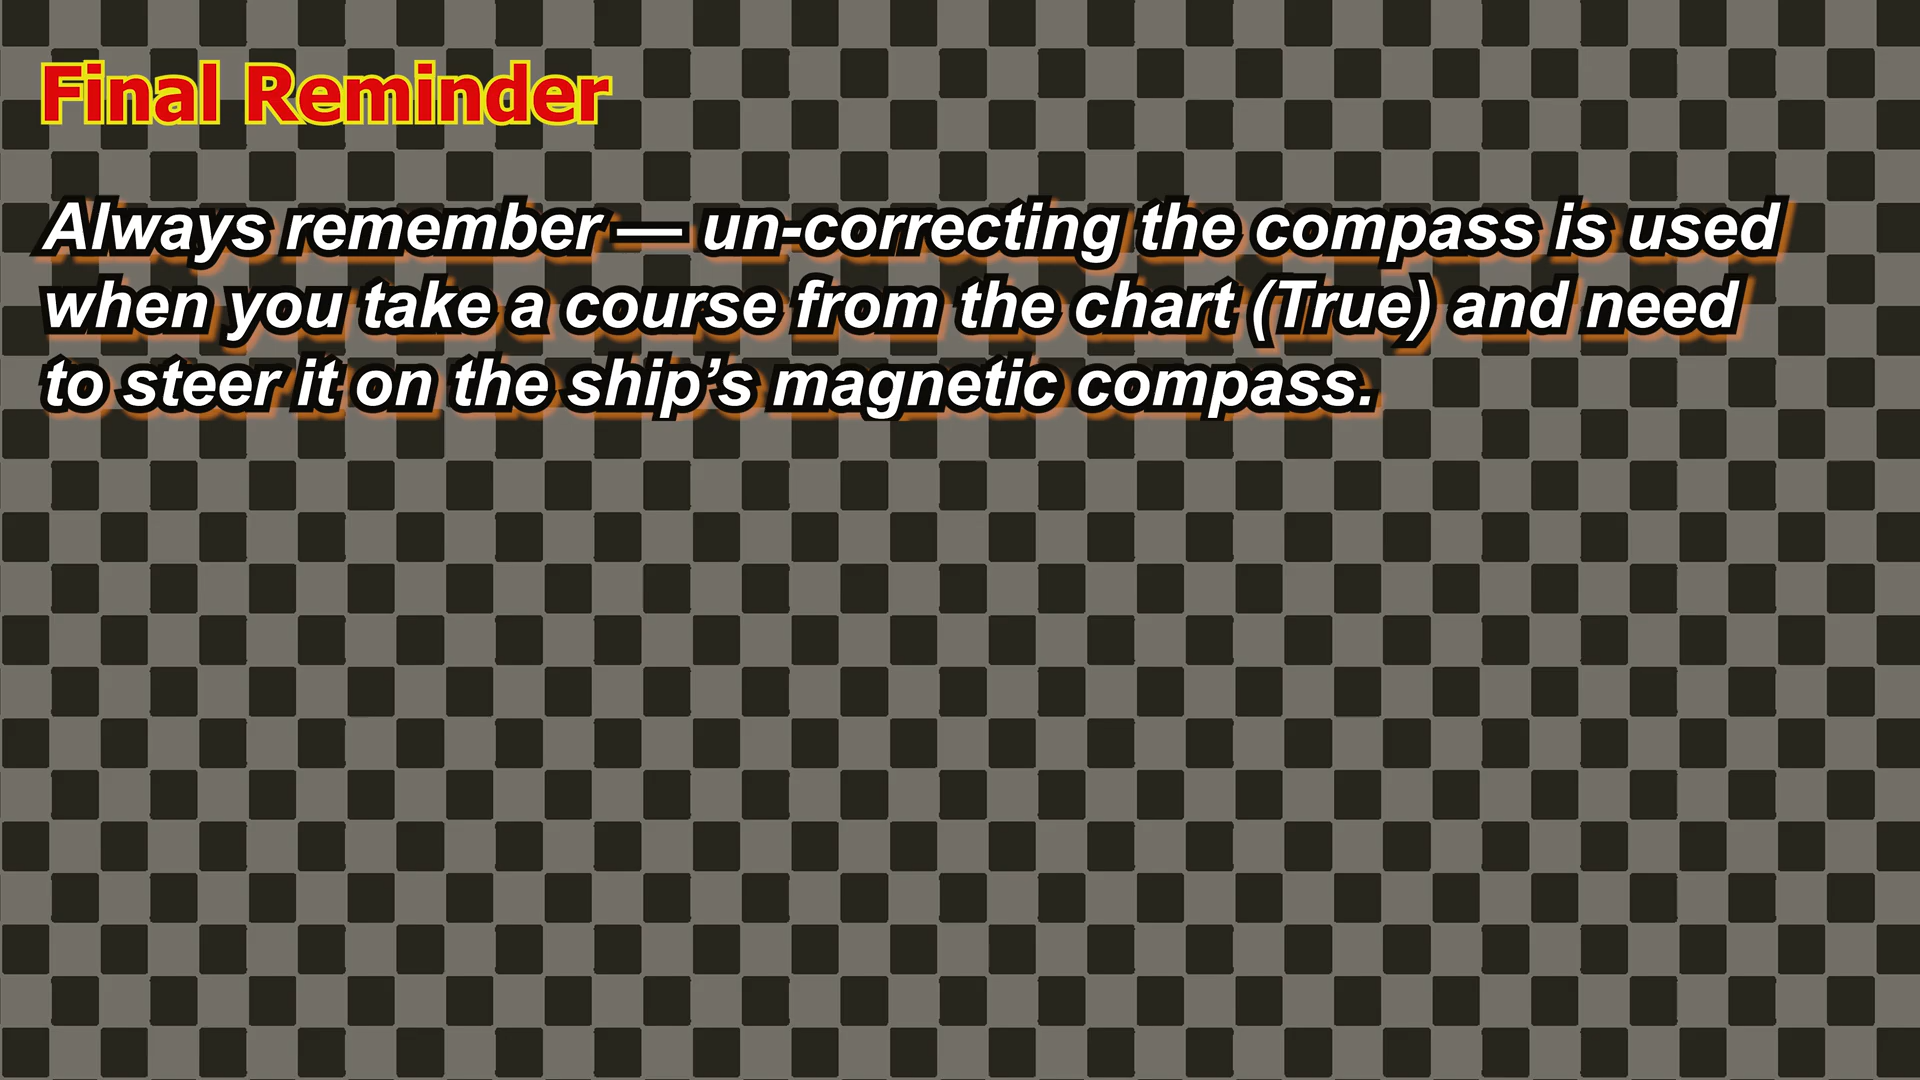 Final Reminder
Always remember — un-correcting the compass is used
when you take a course from the chart (True) and need
to steer it on the ship’s magnetic compass.